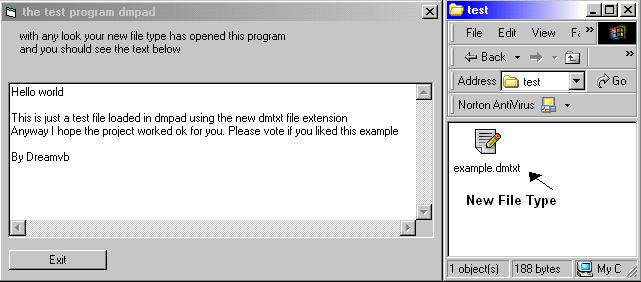 the test program dmpad
with any look your new file type has opened this program
and you should see the text below
Hello world
This is just a test file loaded in dmpad using the new dmtxt file extension
Anyway I hope the project worked ok for you. Please vote if you liked this example
By Dreamvb
Exit
test
File Edit View Fa »
Back »
Address test Go
Norton AntiVirus
example.dmtxt
New File Type
1 object(s) 188 bytes My C